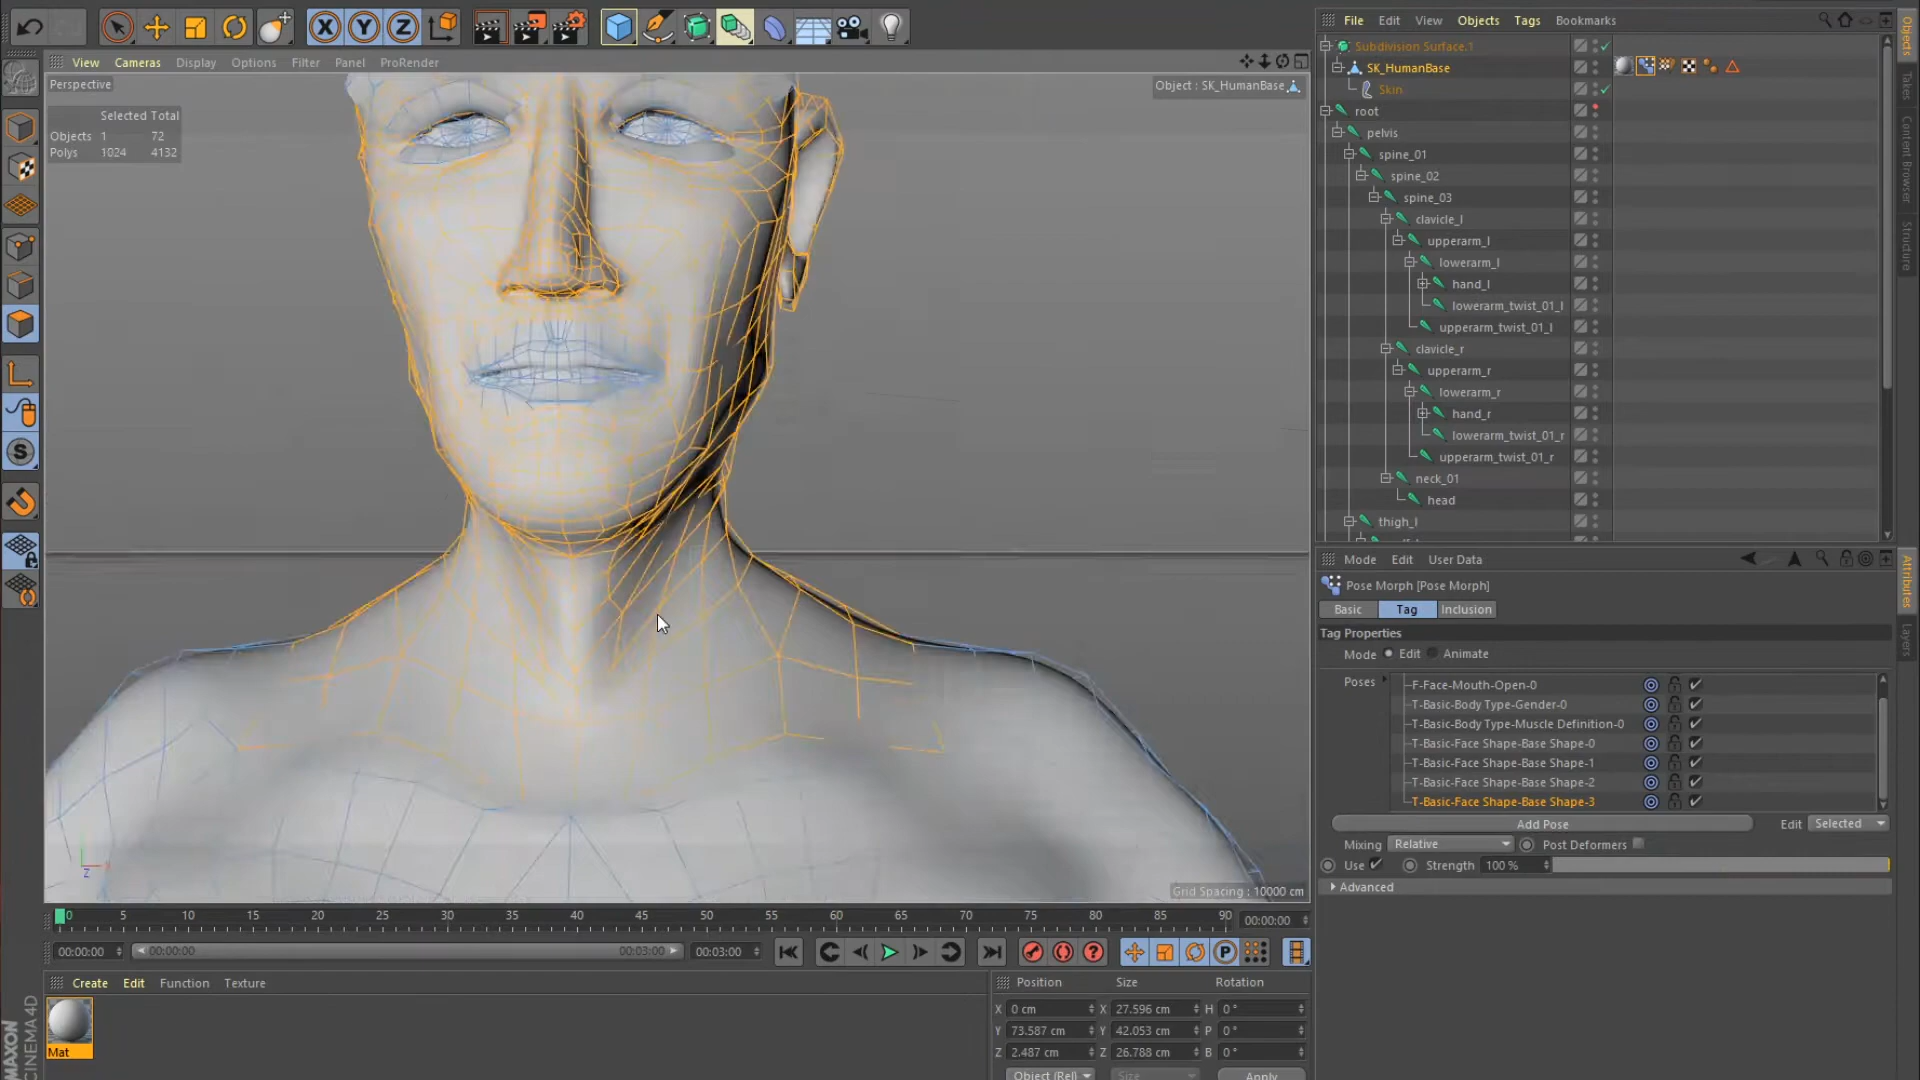 X Y Z
File Edit View Objects Tags Bookmarks
View Cameras Display Options Filter Panel ProRender
Perspective
Object : SK_HumanBase
Selected Total
Objects 1 72
Polys 1024 4132
Z
Grid Spacing : 10000 cm
Subdivision Surface.1
SK_HumanBase
Skin
root
pelvis
spine_01
spine_02
spine_03
clavicle_l
upperarm_l
lowerarm_l
hand_l
lowerarm_twist_01_l
upperarm_twist_01_l
clavicle_r
upperarm_r
lowerarm_r
hand_r
lowerarm_twist_01_r
upperarm_twist_01_r
neck_01
head
thigh_l
Objects
Takes
Content Browser
Structure
Mode Edit User Data
Pose Morph [Pose Morph]
Basic Tag Inclusion
Tag Properties
Mode Edit Animate
Poses
F-Face-Mouth-Open-0
T-Basic-Body Type-Gender-0
T-Basic-Body Type-Muscle Definition-0
T-Basic-Face Shape-Base Shape-0
T-Basic-Face Shape-Base Shape-1
T-Basic-Face Shape-Base Shape-2
T-Basic-Face Shape-Base Shape-3
Add Pose Edit Selected
Mixing Relative Post Deformers
Use Strength 100 %
Advanced
Attributes
Layers
0 5 10 15 20 25 30 35 40 45 50 55 60 65 70 75 80 85 90 00:00:00
00:00:00 00:00:00 00:03:00 00:03:00
P
Create Edit Function Texture
Mat
MAXON
CINEMA 4D
Position Size Rotation
X 0 cm X 27.596 cm H 0 °
Y 73.587 cm Y 42.053 cm P 0 °
Z 2.487 cm Z 26.788 cm B 0 °
Object (Rel) Size Apply